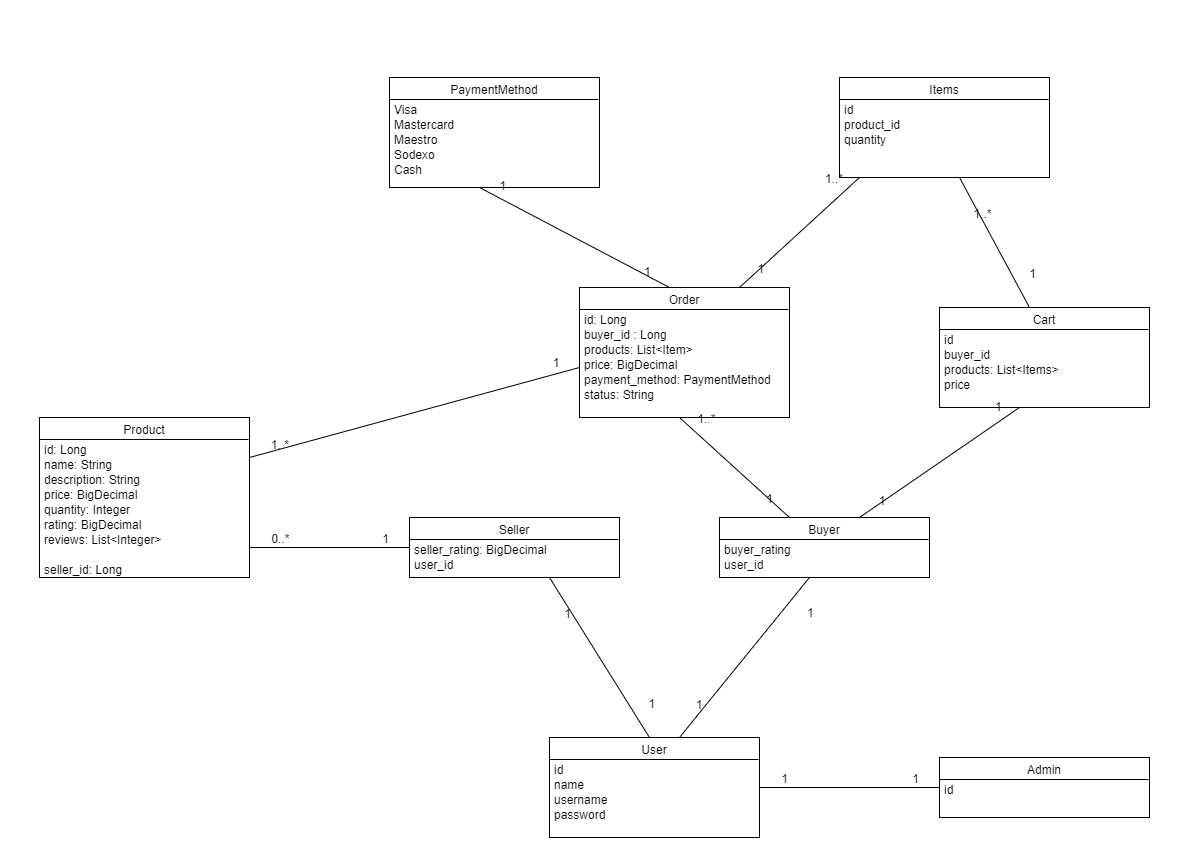 PaymentMethod
Visa
Mastercard
Maestro
Sodexo
Cash
1
Items
id
product_id
quantity
1..*
1..*
1
1
1
Order
id: Long
buyer_id : Long
products: List<Item>
price: BigDecimal
payment_method: PaymentMethod
status: String
1
1..*
Cart
id
buyer_id
products: List<Items>
price
1
Product
id: Long
name: String
description: String
price: BigDecimal
quantity: Integer
rating: BigDecimal
reviews: List<Integer>
seller_id: Long
1..*
0..*
1
Seller
seller_rating: BigDecimal
user_id
1
1
Buyer
buyer_rating
user_id
1
1
1
1
User
id
name
username
password
1
1
Admin
id